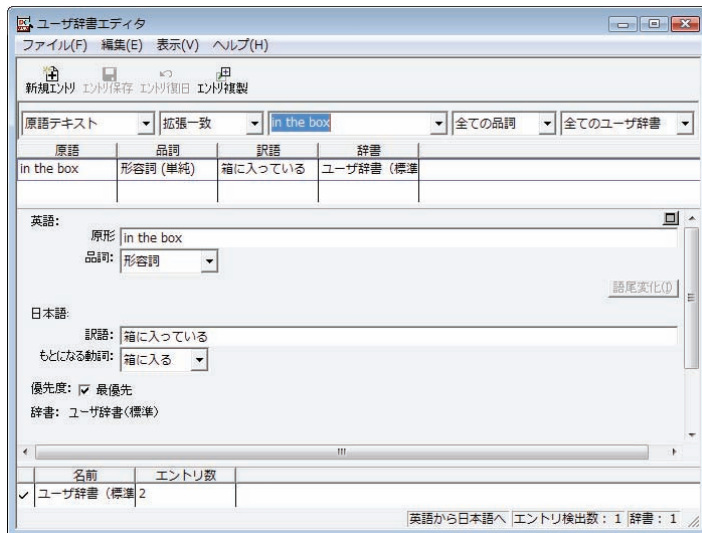 ユーザ辞書エディタ
ファイル(F) 編集(E) 表示(V) ヘルプ(H)
新規エントリ エントリ保存 エントリ復旧 エントリ複製
原語テキスト 拡張一致 in the box 全ての品詞 全てのユーザ辞書
原語 品詞 訳語 辞書
in the box 形容詞 (単純) 箱に入っている ユーザ辞書（標準
英語:
原形 in the box
品詞: 形容詞
語尾変化(I)
日本語:
訳語: 箱に入っている
もとになる動詞: 箱に入る
優先度: 最優先
辞書: ユーザ辞書(標準)
名前 エントリ数
ユーザ辞書（標準 2
英語から日本語へ エントリ検出数: 1 辞書: 1